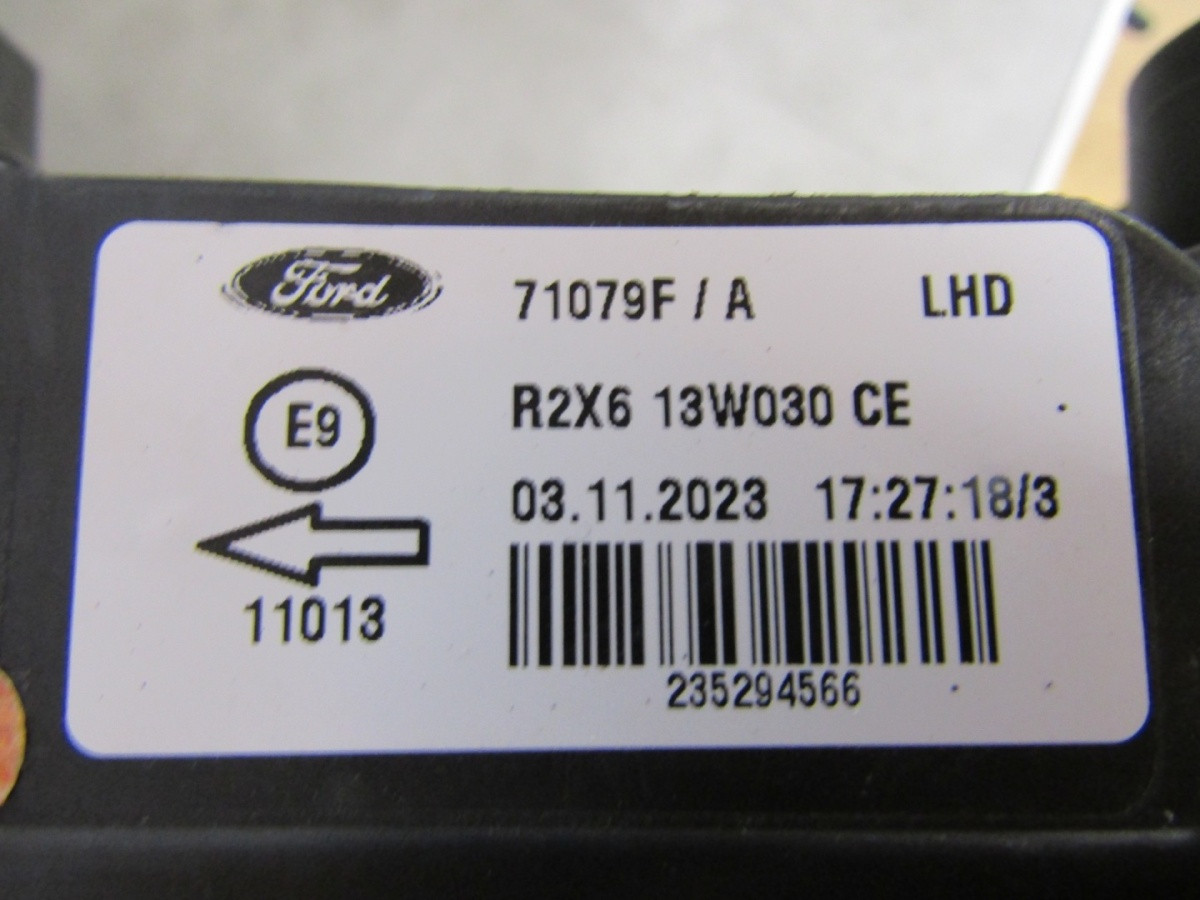 Ford
71079F / A LHD
E9
R2X6 13W030 CE
03.11.2023 17:27:18/3
11013
235294566